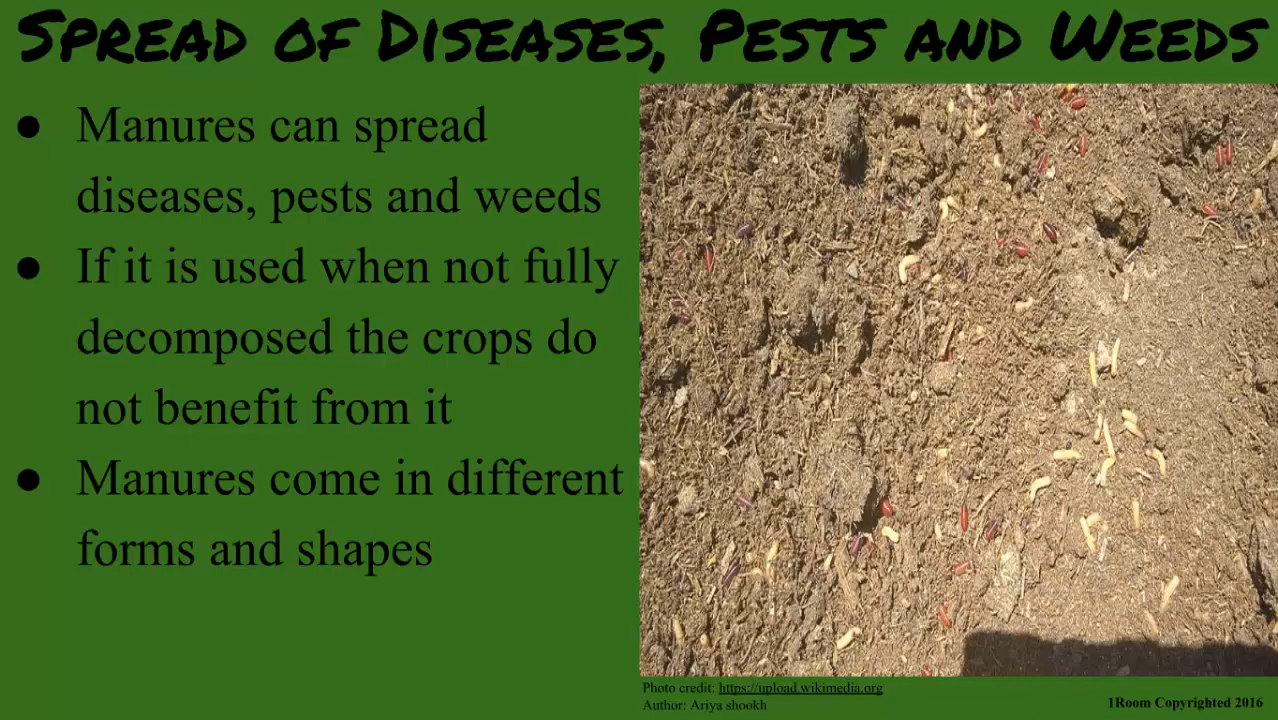 Spread of Diseases, Pests and Weeds
● Manures can spread
diseases, pests and weeds
● If it is used when not fully
decomposed the crops do
not benefit from it
● Manures come in different
forms and shapes
Photo credit: https://upload.wikimedia.org
Author: Ariya shookh
1Room Copyrighted 2016